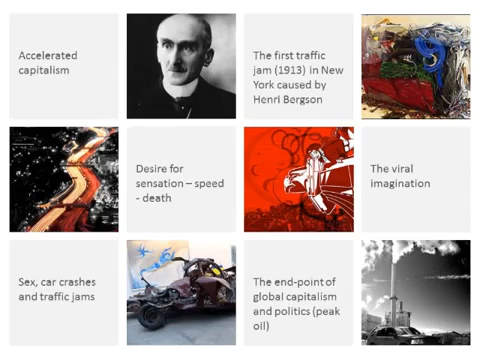 Accelerated
capitalism
The first traffic
jam (1913) in New
York caused by
Henri Bergson
Desire for
sensation – speed
- death
The viral
imagination
Sex, car crashes
and traffic jams
The end-point of
global capitalism
and politics (peak
oil)